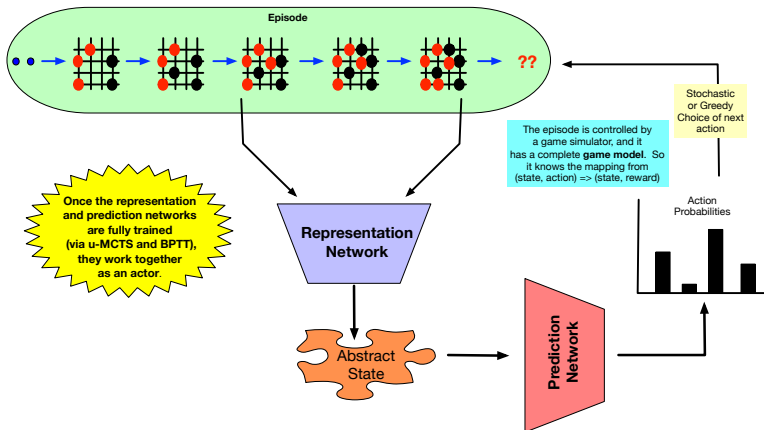 Episode
??
Stochastic
or Greedy
Choice of next
action
The episode is controlled by
a game simulator, and it
has a complete game model.  So
it knows the mapping from
(state, action) => (state, reward)
Once the representation
and prediction networks
are fully trained
(via u-MCTS and BPTT),
they work together
as an actor.
Representation
Network
Action
Probabilities
Abstract
State
Prediction
Network